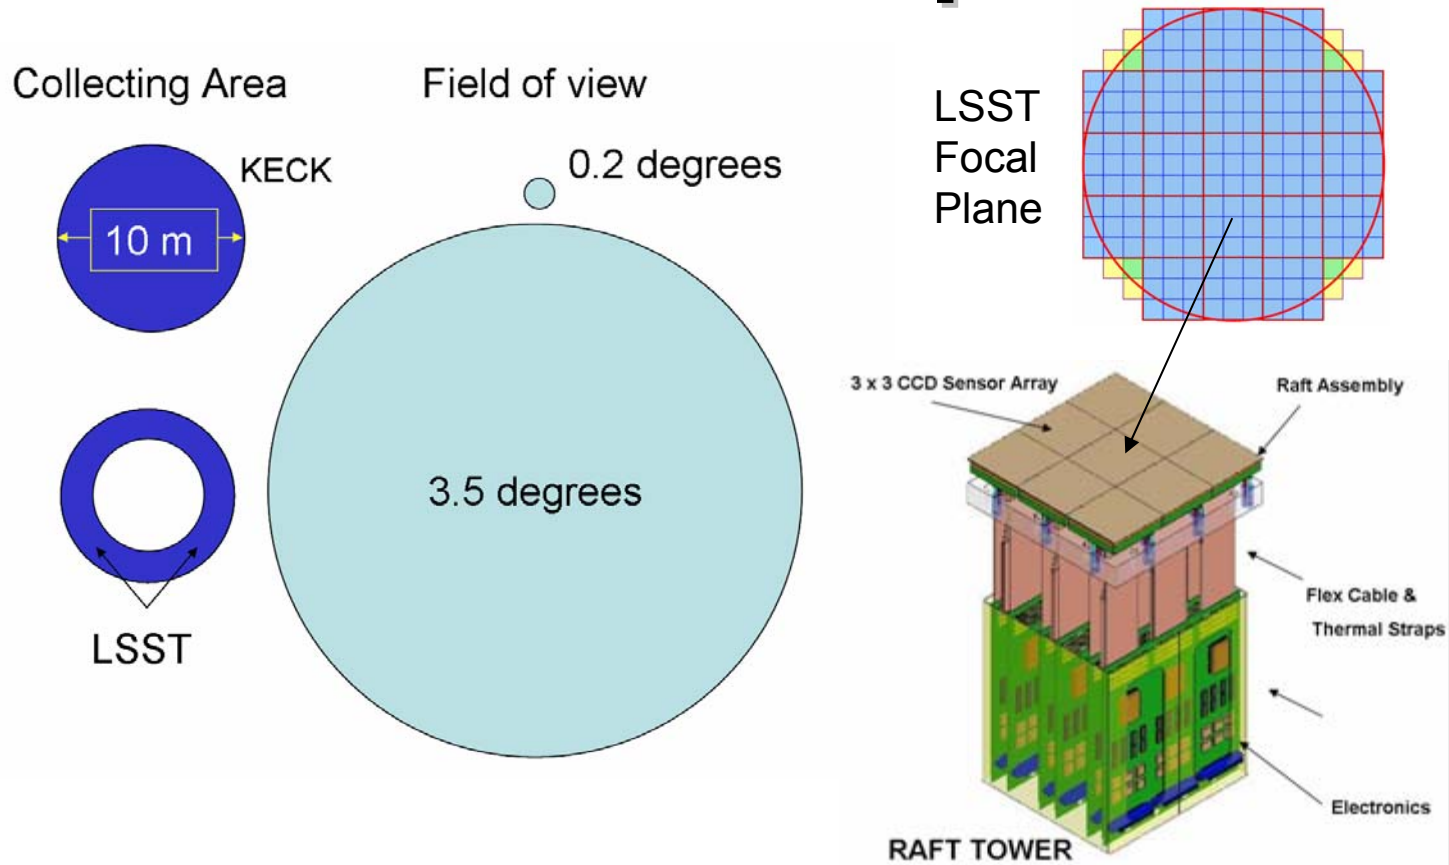 Collecting Area
Field of view
KECK
10 m
0.2 degrees
3.5 degrees
LSST
LSST
Focal
Plane
3 x 3 CCD Sensor Array
Raft Assembly
Flex Cable &
Thermal Straps
Electronics
RAFT TOWER